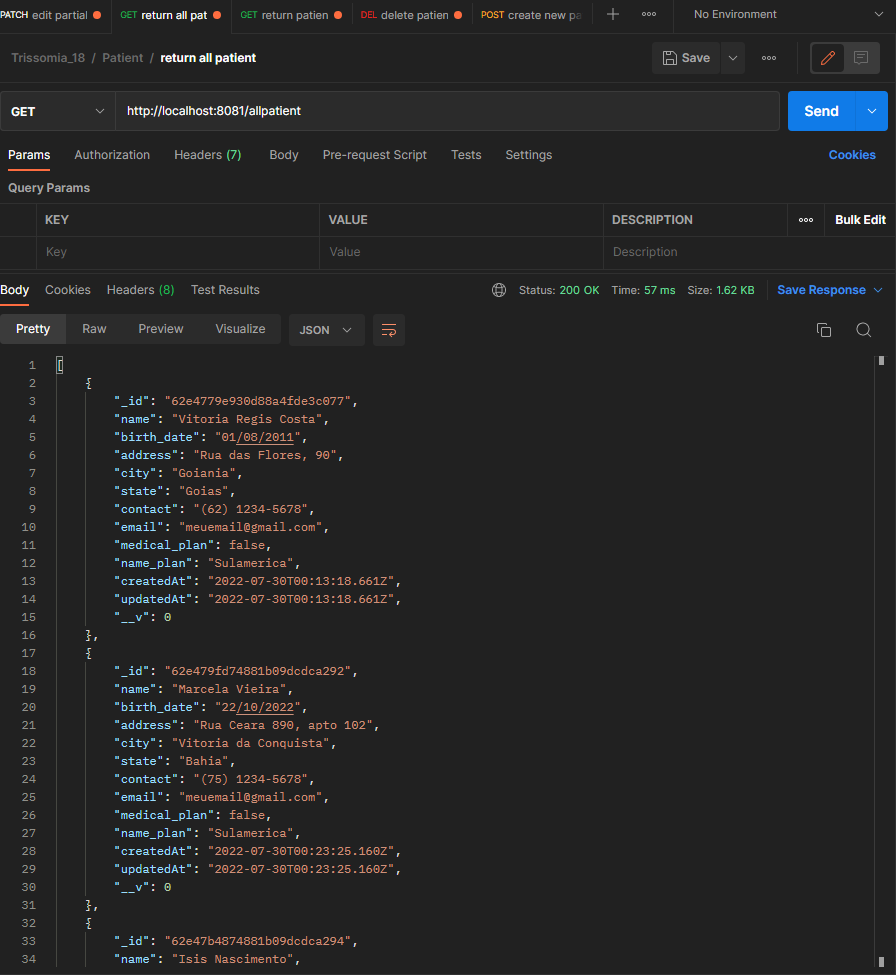 PATCH edit partial GET return all pat GET return patien DEL delete patien POST create new pa No Environment
Trissomia_18 / Patient / return all patient Save
GET http://localhost:8081/allpatient Send
Params Authorization Headers (7) Body Pre-request Script Tests Settings Cookies
Query Params
KEY VALUE DESCRIPTION Bulk Edit
Key Value Description
Body Cookies Headers (8) Test Results Status: 200 OK Time: 57 ms Size: 1.62 KB Save Response
Pretty Raw Preview Visualize JSON
1 [
2 {
3 "_id": "62e4779e930d88a4fde3c077",
4 "name": "Vitoria Regis Costa",
5 "birth_date": "01/08/2011",
6 "address": "Rua das Flores, 90",
7 "city": "Goiania",
8 "state": "Goias",
9 "contact": "(62) 1234-5678",
10 "email": "meuemail@gmail.com",
11 "medical_plan": false,
12 "name_plan": "Sulamerica",
13 "createdAt": "2022-07-30T00:13:18.661Z",
14 "updatedAt": "2022-07-30T00:13:18.661Z",
15 "__v": 0
16 },
17 {
18 "_id": "62e479fd74881b09dcdca292",
19 "name": "Marcela Vieira",
20 "birth_date": "22/10/2022",
21 "address": "Rua Ceara 890, apto 102",
22 "city": "Vitoria da Conquista",
23 "state": "Bahia",
24 "contact": "(75) 1234-5678",
25 "email": "meuemail@gmail.com",
26 "medical_plan": false,
27 "name_plan": "Sulamerica",
28 "createdAt": "2022-07-30T00:23:25.160Z",
29 "updatedAt": "2022-07-30T00:23:25.160Z",
30 "__v": 0
31 },
32 {
33 "_id": "62e47b4874881b09dcdca294",
34 "name": "Isis Nascimento",